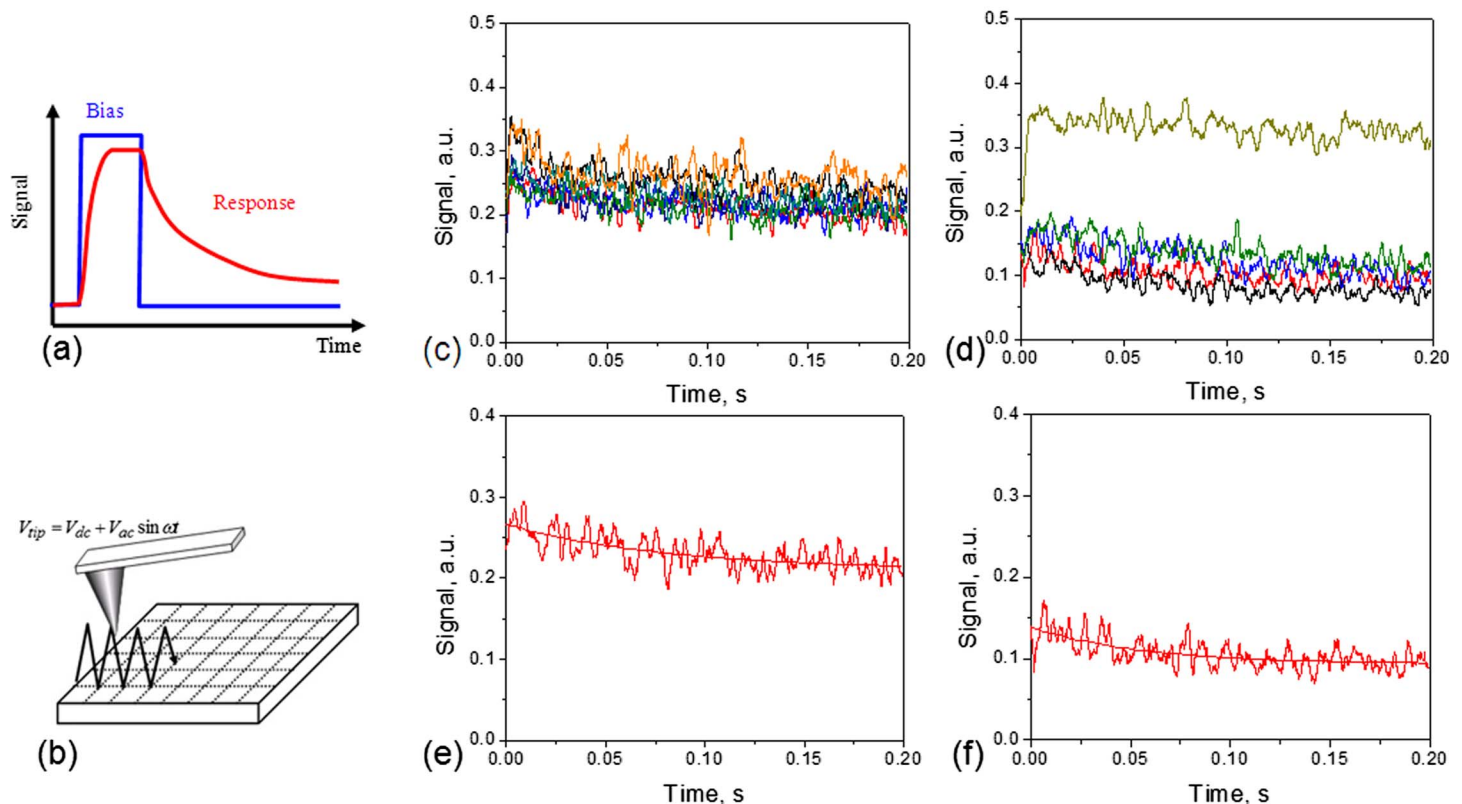 Bias
Response
Signal
Time
(a)
V_tip = V_dc + V_ac sin ωt
(b)
0.5
0.4
0.3
0.2
0.1
0.0
Signal, a.u.
0.00 0.05 0.10 0.15 0.20
Time, s
(c)
0.5
0.4
0.3
0.2
0.1
0.0
Signal, a.u.
0.00 0.05 0.10 0.15 0.20
Time, s
(d)
0.4
0.3
0.2
0.1
0.0
Signal, a.u.
0.00 0.05 0.10 0.15 0.20
Time, s
(e)
0.4
0.3
0.2
0.1
0.0
Signal, a.u.
0.00 0.05 0.10 0.15 0.20
Time, s
(f)